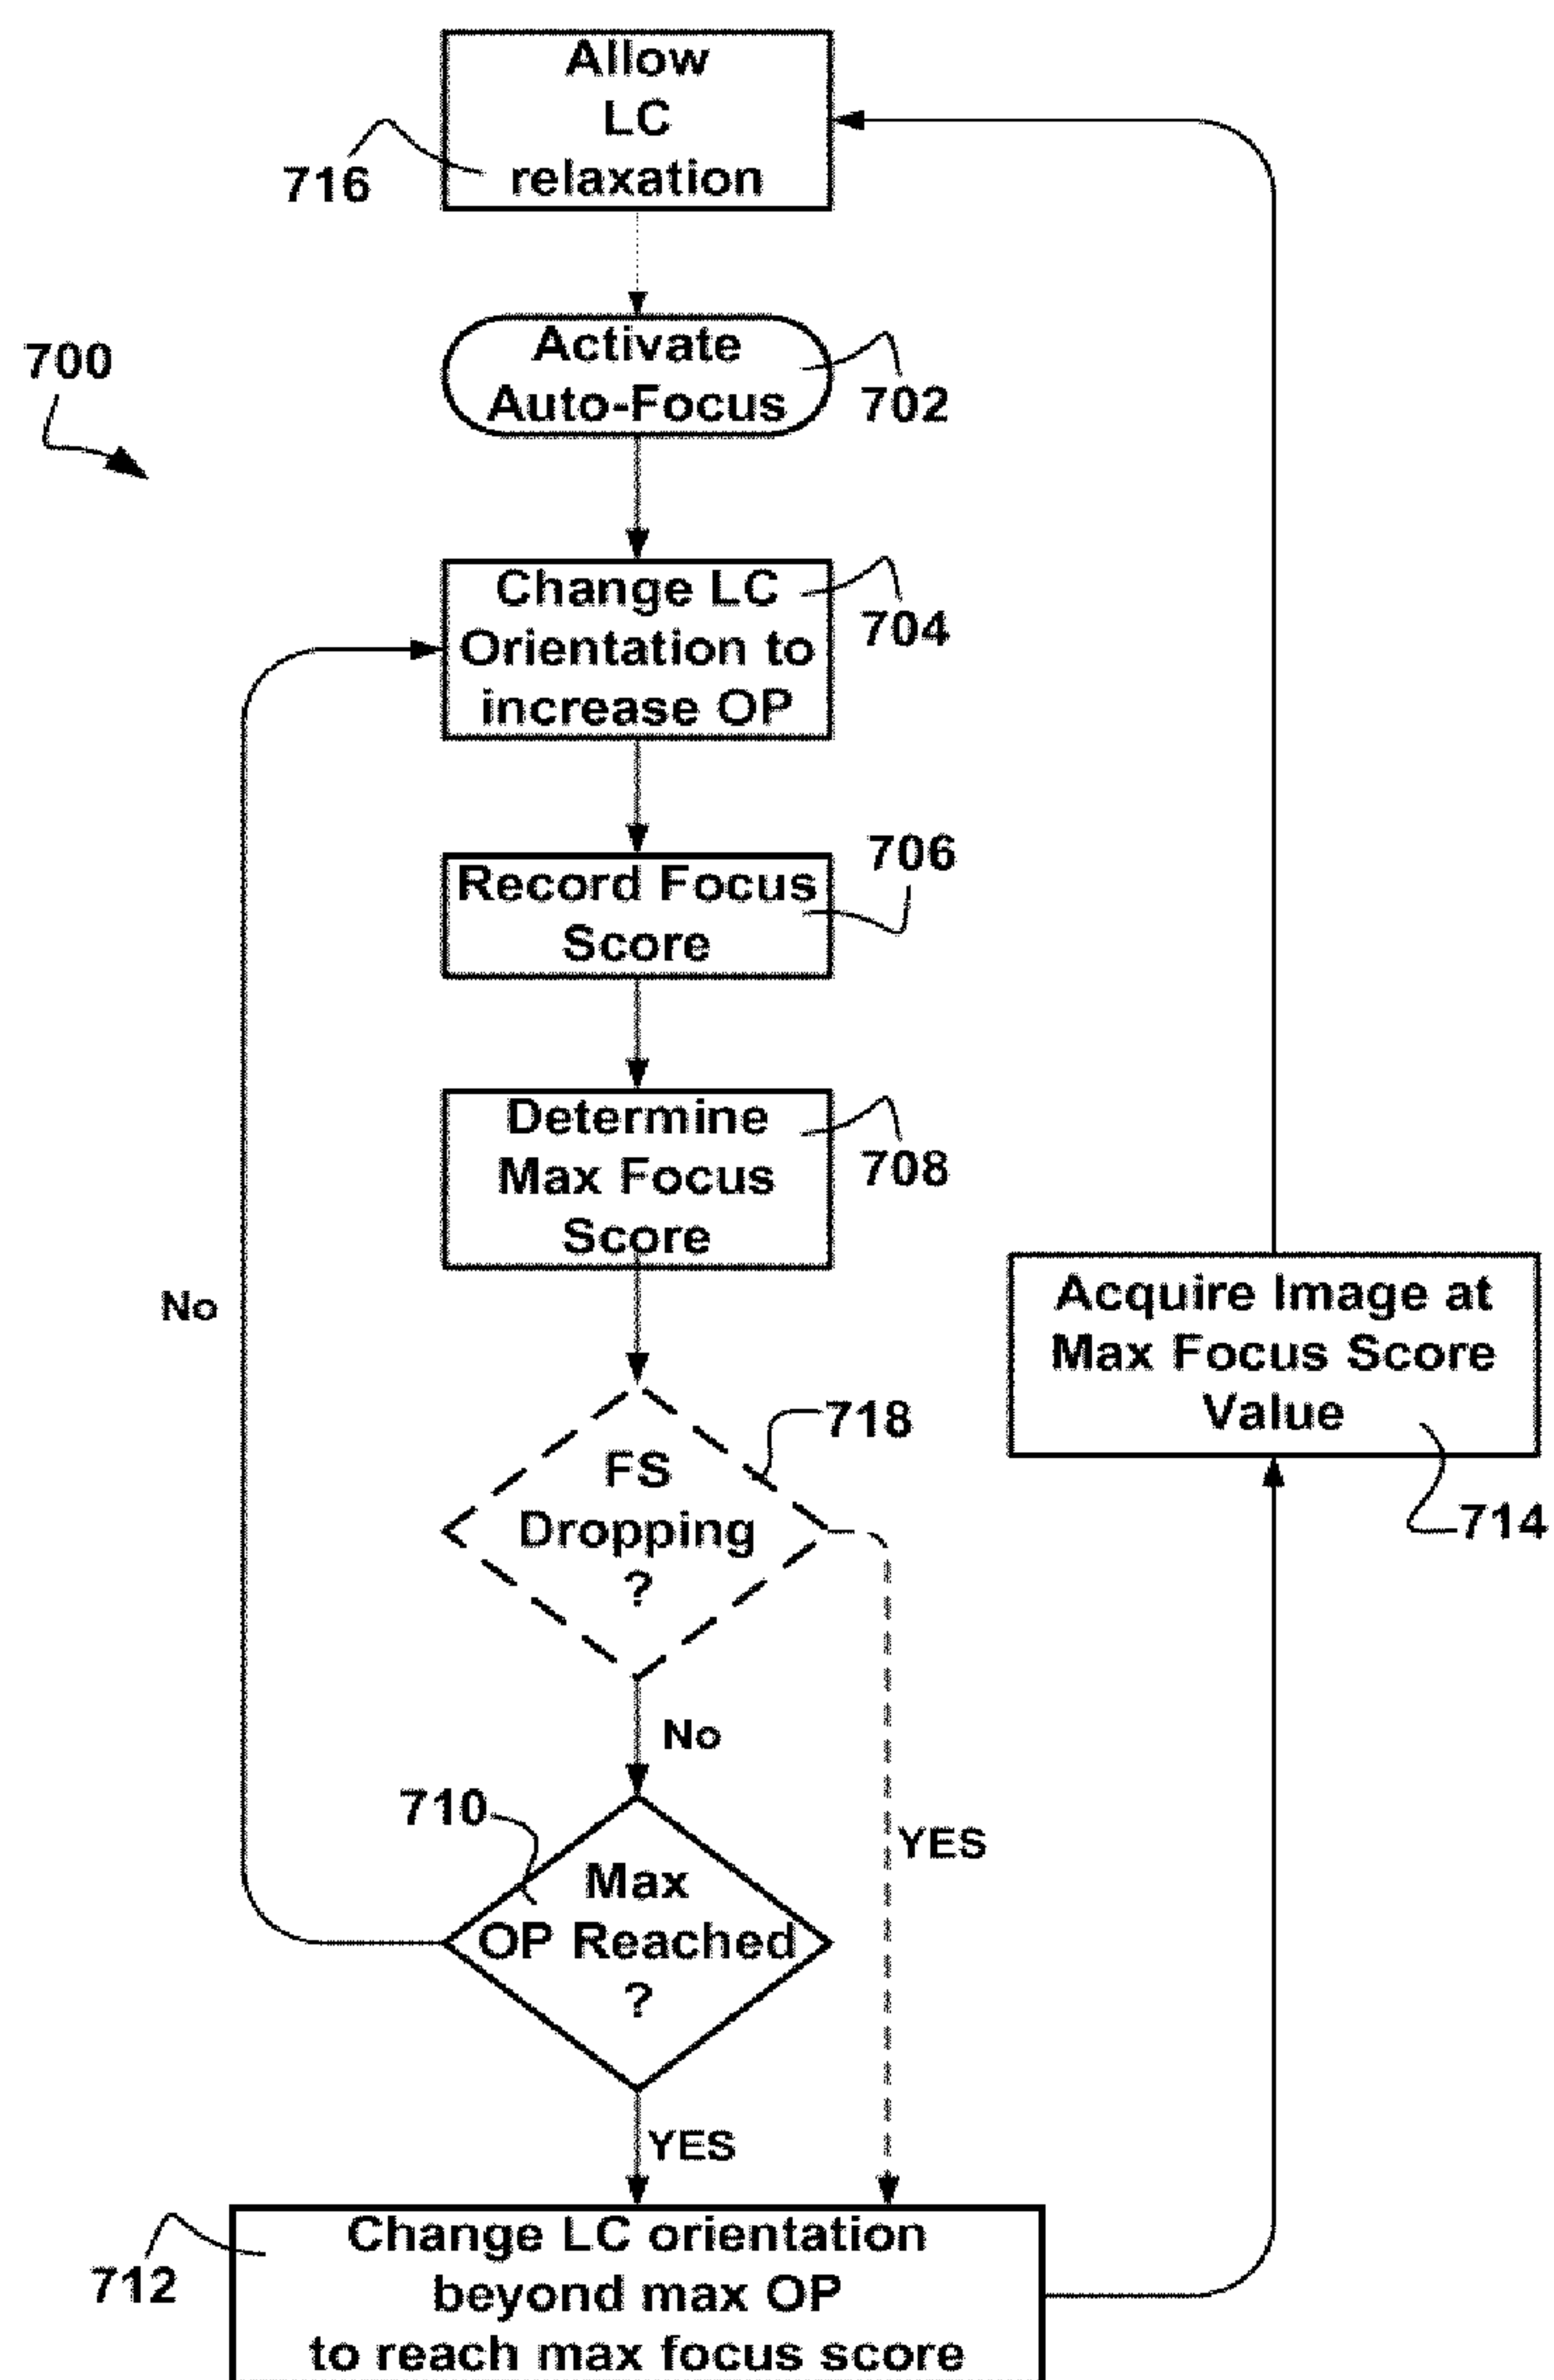 Allow
LC
relaxation
716
700
Activate
Auto-Focus
702
Change LC
Orientation to
increase OP
704
Record Focus
Score
706
Determine
Max Focus
Score
708
No
Acquire Image at
Max Focus Score
Value
714
FS
Dropping
?
718
No
YES
710
Max
OP Reached
?
YES
712
Change LC orientation
beyond max OP
to reach max focus score